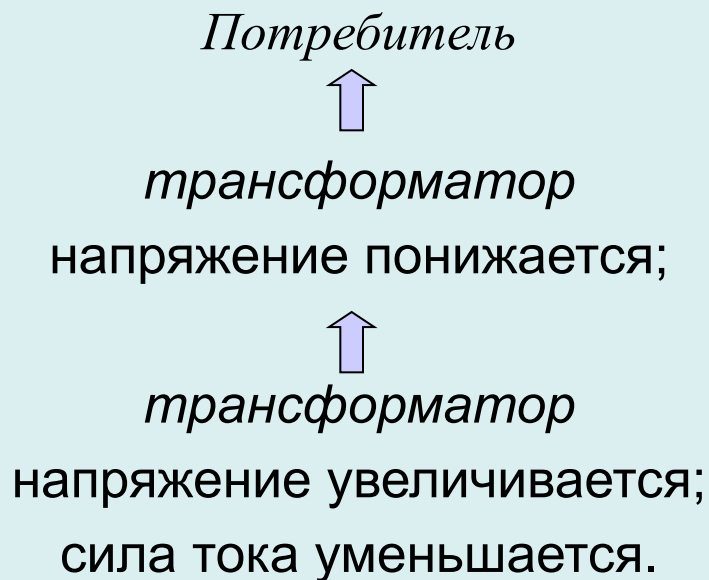 Потребитель
трансформатор
напряжение понижается;
трансформатор
напряжение увеличивается;
сила тока уменьшается.